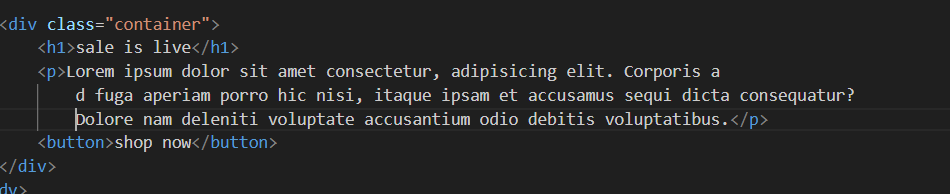 <div class="container">
<h1>sale is live</h1>
<p>Lorem ipsum dolor sit amet consectetur, adipisicing elit. Corporis a
d fuga aperiam porro hic nisi, itaque ipsam et accusamus sequi dicta consequatur?
Dolore nam deleniti voluptate accusantium odio debitis voluptatibus.</p>
<button>shop now</button>
</div>
dy>